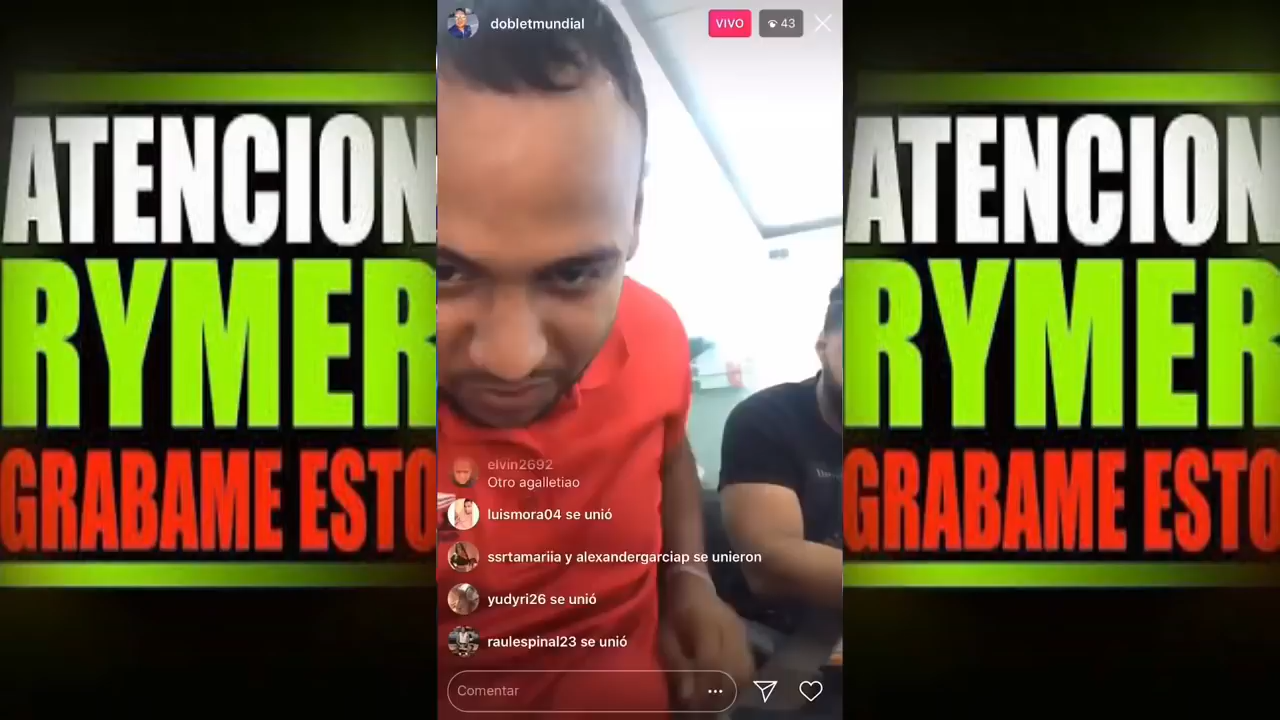 dobletmundial
VIVO
43
ATENCION
RYMER
GRABAME ESTO
elvin2692
Otro agalletiao
luismora04 se unió
ssrtamariia y alexandergarciap se unieron
yudyri26 se unió
raulespinal23 se unió
Comentar
ATENCION
RYMER
GRABAME ESTO